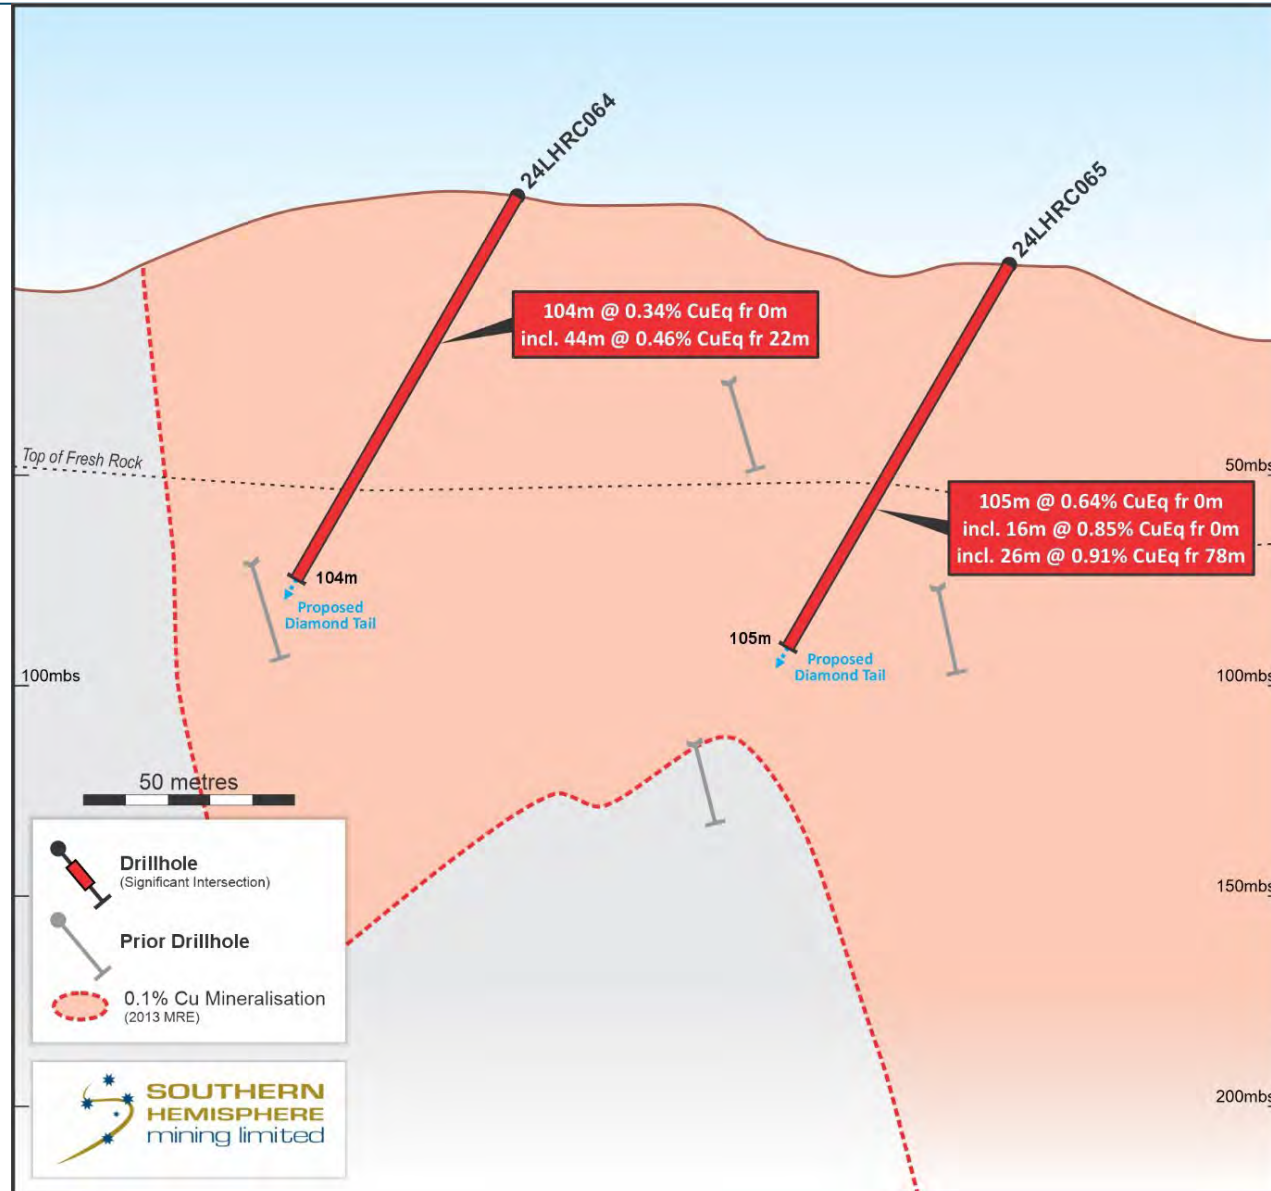 24LHRC064
24LHRC065
104m @ 0.34% CuEq fr 0m
incl. 44m @ 0.46% CuEq fr 22m
Top of Fresh Rock
50mbs
105m @ 0.64% CuEq fr 0m
incl. 16m @ 0.85% CuEq fr 0m
incl. 26m @ 0.91% CuEq fr 78m
104m
Proposed
Diamond Tail
105m
Proposed
Diamond Tail
100mbs
100mbs
50 metres
Drillhole
(Significant Intersection)
Prior Drillhole
0.1% Cu Mineralisation
(2013 MRE)
150mbs
200mbs
SOUTHERN
HEMISPHERE
mining limited